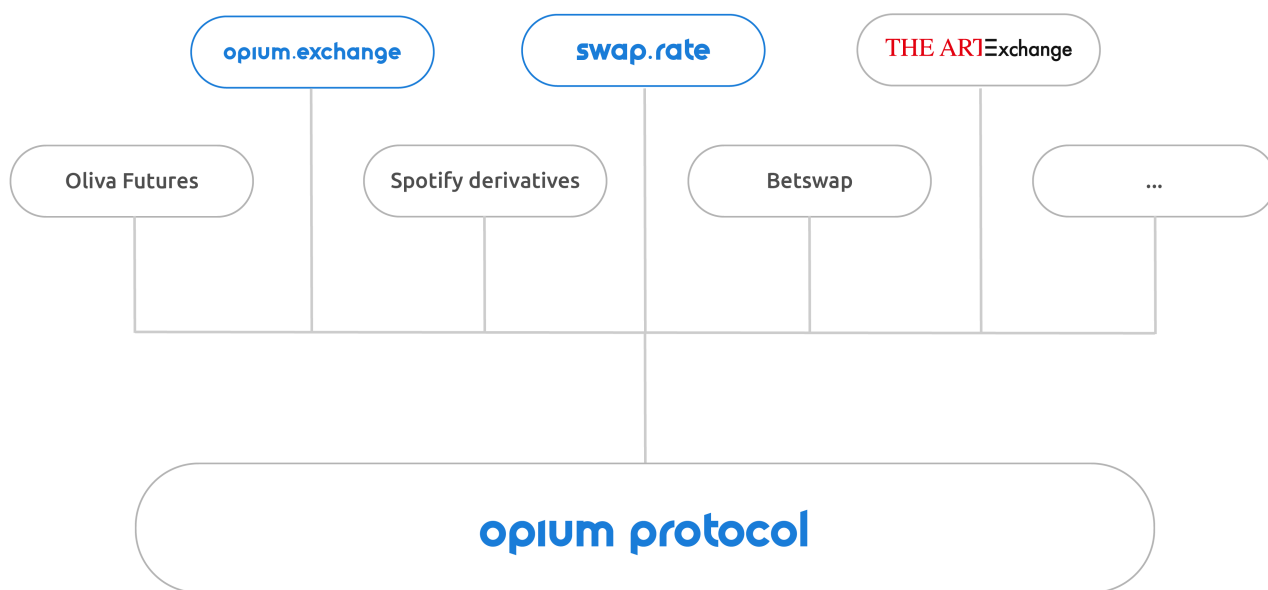 opium.exchange
swap.rate
THE ARTExchange
Oliva Futures
Spotify derivatives
Betswap
...
opium protocol